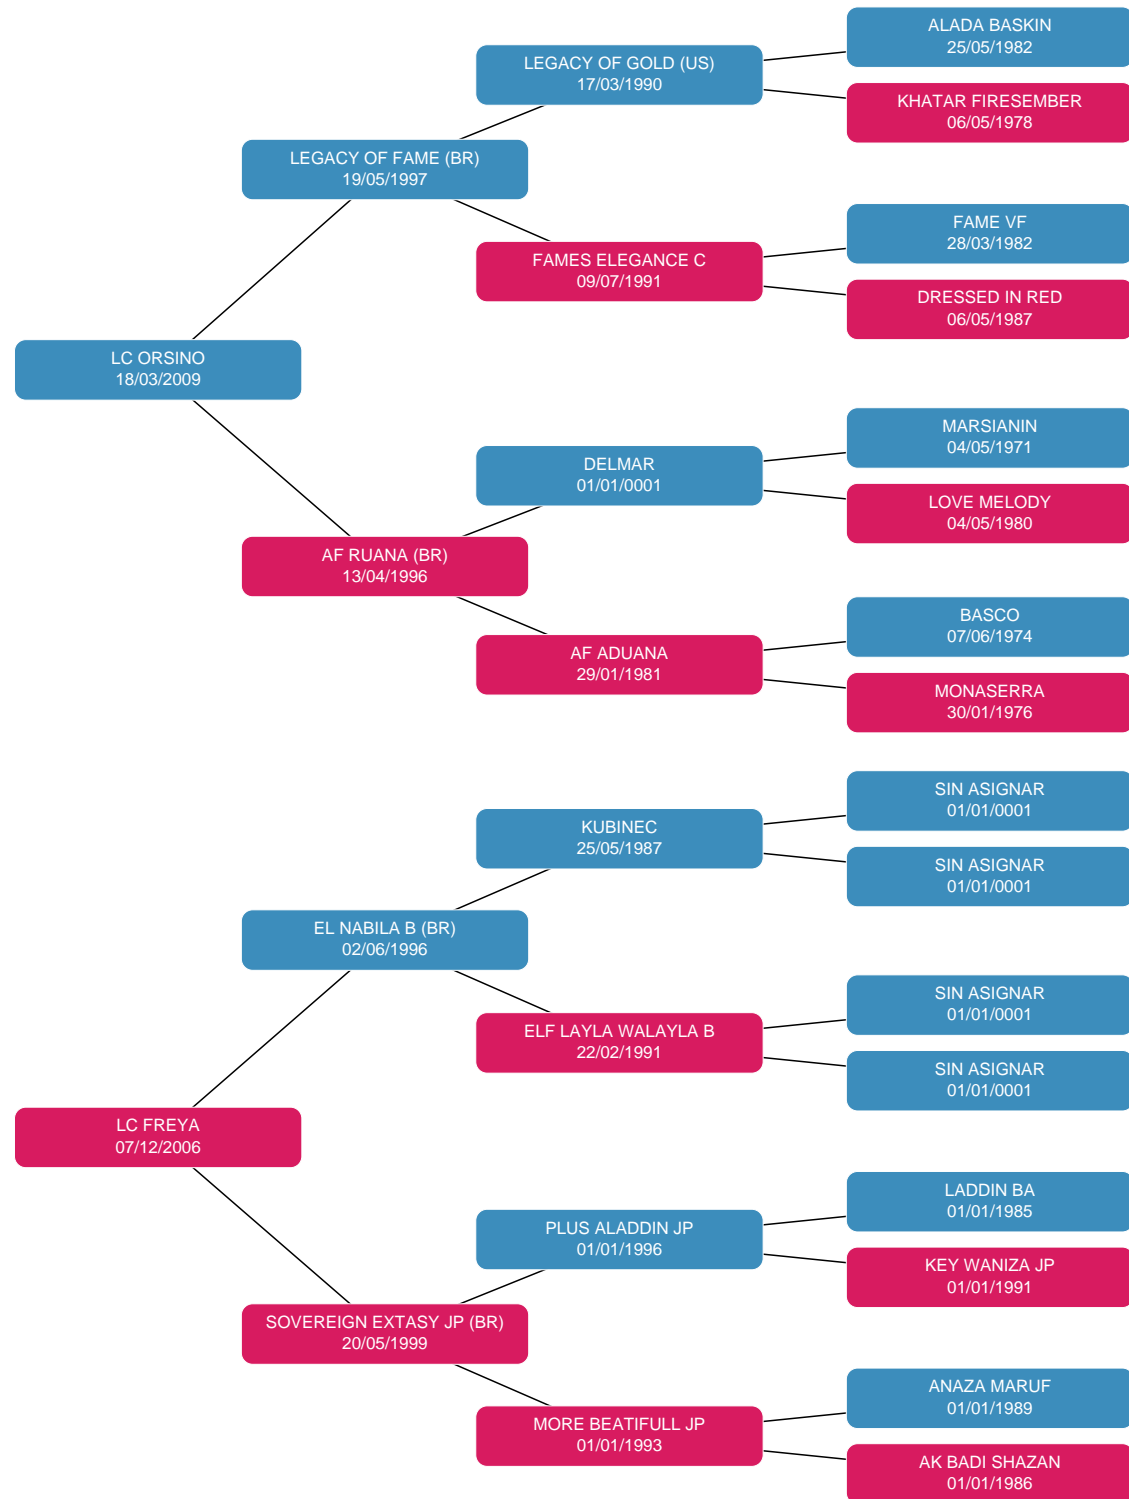 ALADA BASKIN
25/05/1982
LEGACY OF GOLD (US)
17/03/1990
KHATAR FIRESEMBER
06/05/1978
LEGACY OF FAME (BR)
19/05/1997
FAME VF
28/03/1982
FAMES ELEGANCE C
09/07/1991
DRESSED IN RED
06/05/1987
LC ORSINO
18/03/2009
MARSIANIN
04/05/1971
DELMAR
01/01/0001
LOVE MELODY
04/05/1980
AF RUANA (BR)
13/04/1996
BASCO
07/06/1974
AF ADUANA
29/01/1981
MONASERRA
30/01/1976
SIN ASIGNAR
01/01/0001
KUBINEC
25/05/1987
SIN ASIGNAR
01/01/0001
EL NABILA B (BR)
02/06/1996
SIN ASIGNAR
01/01/0001
ELF LAYLA WALAYLA B
22/02/1991
SIN ASIGNAR
01/01/0001
LC FREYA
07/12/2006
LADDIN BA
01/01/1985
PLUS ALADDIN JP
01/01/1996
KEY WANIZA JP
01/01/1991
SOVEREIGN EXTASY JP (BR)
20/05/1999
ANAZA MARUF
01/01/1989
MORE BEATIFULL JP
01/01/1993
AK BADI SHAZAN
01/01/1986